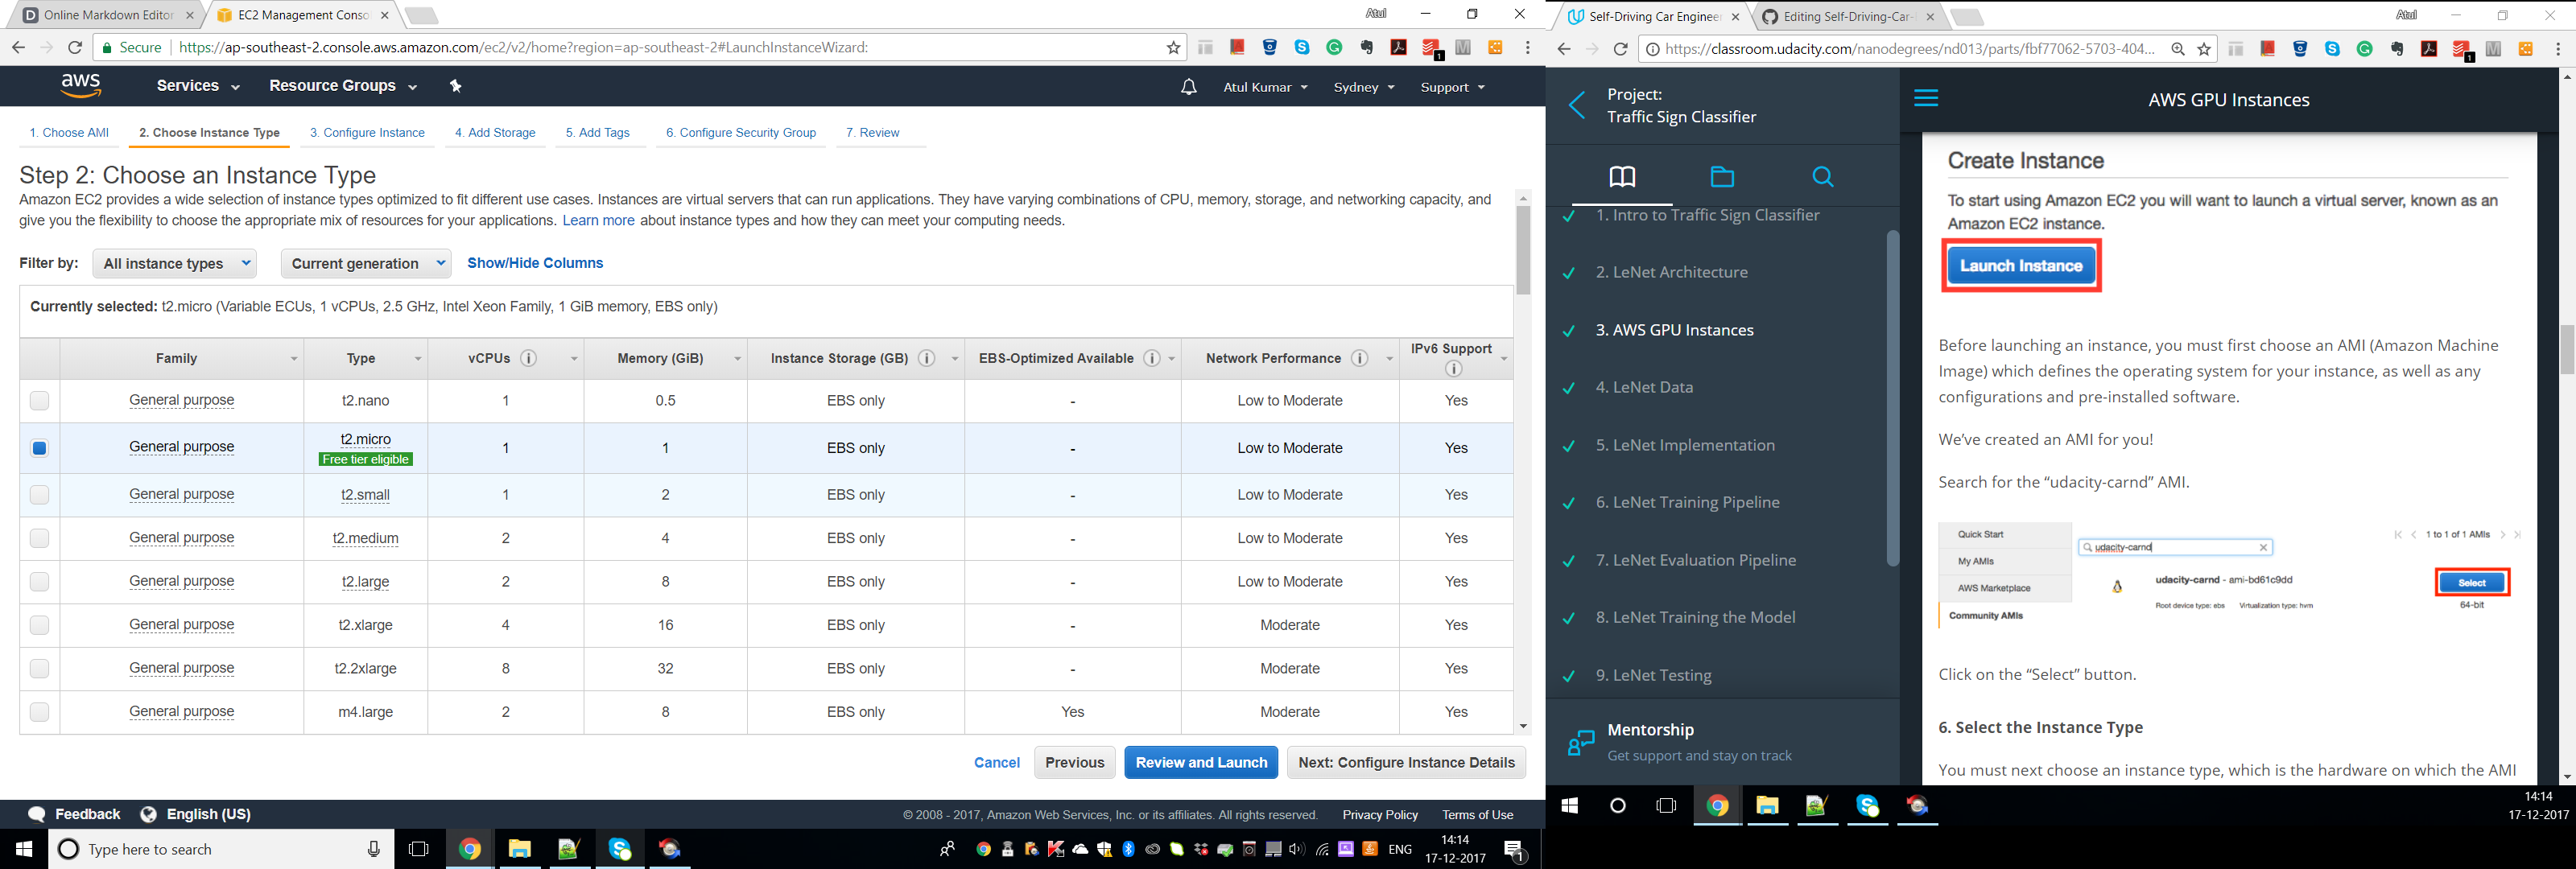 Online Markdown Editor
EC2 Management Conso
Atul
Secure
https://ap-southeast-2.console.aws.amazon.com/ec2/v2/home?region=ap-southeast-2#LaunchInstanceWizard:
1
aws
Services
Resource Groups
Atul Kumar
Sydney
Support
1. Choose AMI
2. Choose Instance Type
3. Configure Instance
4. Add Storage
5. Add Tags
6. Configure Security Group
7. Review
Step 2: Choose an Instance Type
Amazon EC2 provides a wide selection of instance types optimized to fit different use cases. Instances are virtual servers that can run applications. They have varying combinations of CPU, memory, storage, and networking capacity, and
give you the flexibility to choose the appropriate mix of resources for your applications. Learn more about instance types and how they can meet your computing needs.
Filter by: All instance types Current generation Show/Hide Columns
Currently selected: t2.micro (Variable ECUs, 1 vCPUs, 2.5 GHz, Intel Xeon Family, 1 GiB memory, EBS only)
Family Type vCPUs Memory (GiB) Instance Storage (GB) EBS-Optimized Available Network Performance IPv6 Support
General purpose t2.nano 1 0.5 EBS only - Low to Moderate Yes
General purpose t2.micro 1 1 EBS only - Low to Moderate Yes
Free tier eligible
General purpose t2.small 1 2 EBS only - Low to Moderate Yes
General purpose t2.medium 2 4 EBS only - Low to Moderate Yes
General purpose t2.large 2 8 EBS only - Low to Moderate Yes
General purpose t2.xlarge 4 16 EBS only - Moderate Yes
General purpose t2.2xlarge 8 32 EBS only - Moderate Yes
General purpose m4.large 2 8 EBS only Yes Moderate Yes
Cancel Previous Review and Launch Next: Configure Instance Details
Feedback English (US)
© 2008 - 2017, Amazon Web Services, Inc. or its affiliates. All rights reserved. Privacy Policy Terms of Use
Type here to search
ENG
14:14
17-12-2017
1
Self-Driving Car Enginee
Editing Self-Driving-Car-
Atul
https://classroom.udacity.com/nanodegrees/nd013/parts/fbf77062-5703-404...
1
Project:
Traffic Sign Classifier
1. Intro to Traffic Sign Classifier
2. LeNet Architecture
3. AWS GPU Instances
4. LeNet Data
5. LeNet Implementation
6. LeNet Training Pipeline
7. LeNet Evaluation Pipeline
8. LeNet Training the Model
9. LeNet Testing
Mentorship
Get support and stay on track
AWS GPU Instances
Create Instance
To start using Amazon EC2 you will want to launch a virtual server, known as an
Amazon EC2 instance.
Launch Instance
Before launching an instance, you must first choose an AMI (Amazon Machine
Image) which defines the operating system for your instance, as well as any
configurations and pre-installed software.
We’ve created an AMI for you!
Search for the “udacity-carnd” AMI.
Quick Start
My AMIs
AWS Marketplace
Community AMIs
udacity-carnd
1 to 1 of 1 AMIs
udacity-carnd - ami-bd61c9dd
Root device type: ebs Virtualization type: hvm
Select
64-bit
Click on the “Select” button.
6. Select the Instance Type
You must next choose an instance type, which is the hardware on which the AMI
14:14
17-12-2017